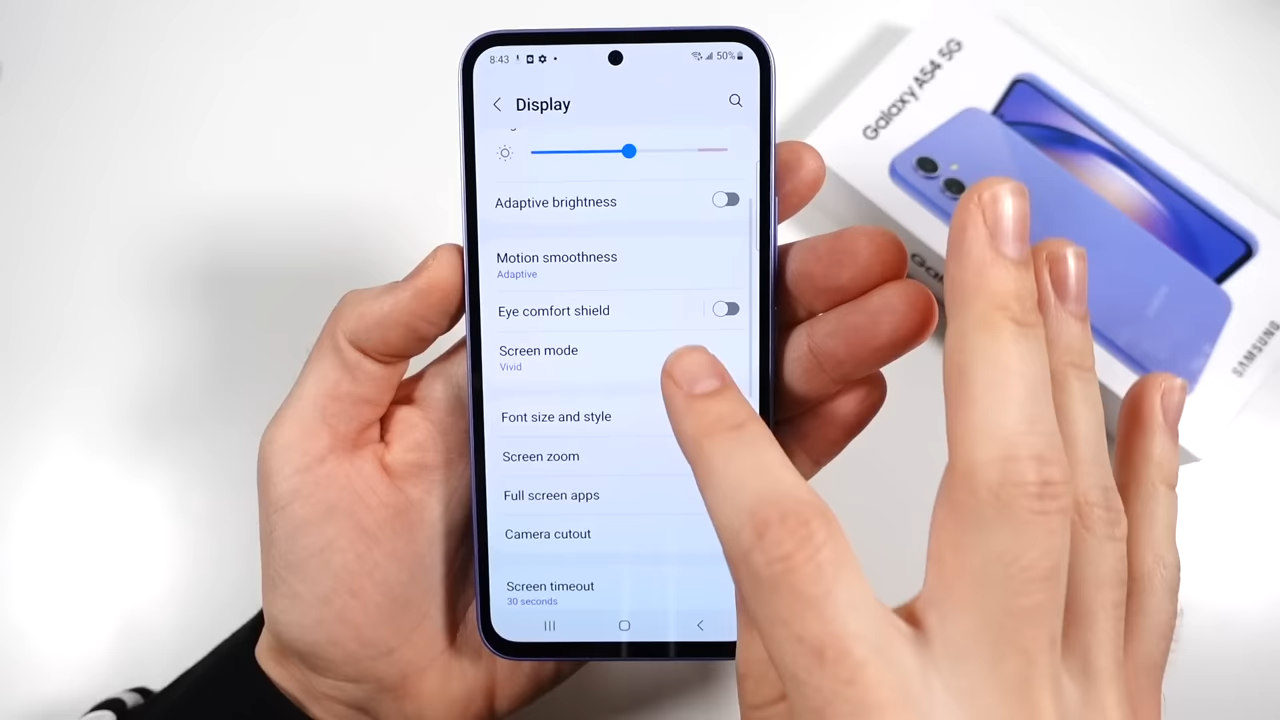 8:43
50%
Display
Adaptive brightness
Motion smoothness
Adaptive
Eye comfort shield
Screen mode
Vivid
Font size and style
Screen zoom
Full screen apps
Camera cutout
Screen timeout
30 seconds
Galaxy A54 5G
SAMSUNG